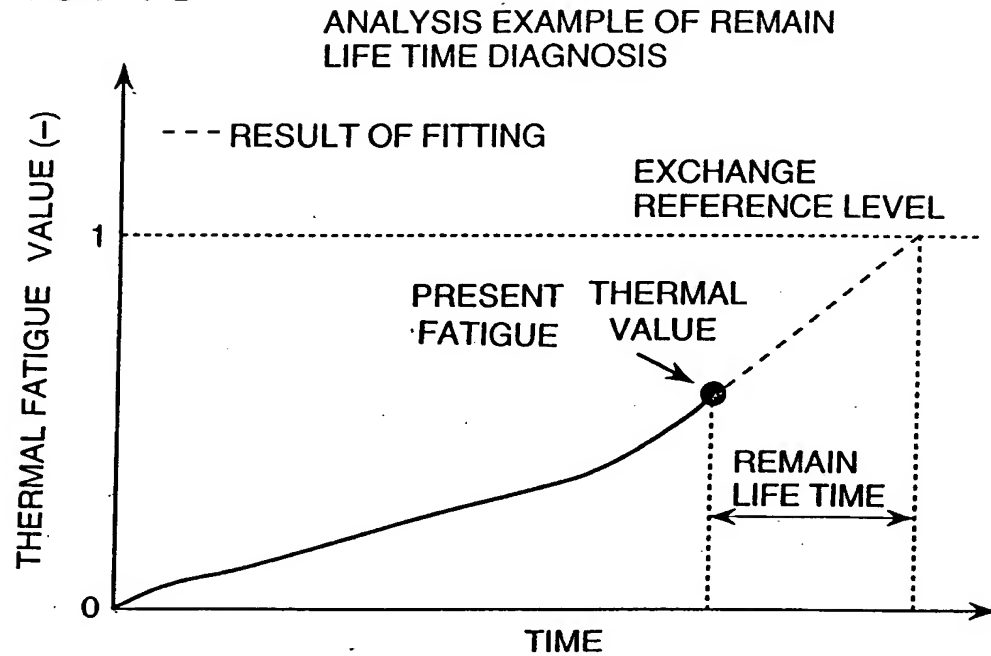 ANALYSIS EXAMPLE OF REMAIN
LIFE TIME DIAGNOSIS
THERMAL FATIGUE VALUE (−)
--- RESULT OF FITTING
EXCHANGE
REFERENCE LEVEL
1
PRESENT THERMAL
FATIGUE VALUE
REMAIN
LIFE TIME
0
TIME